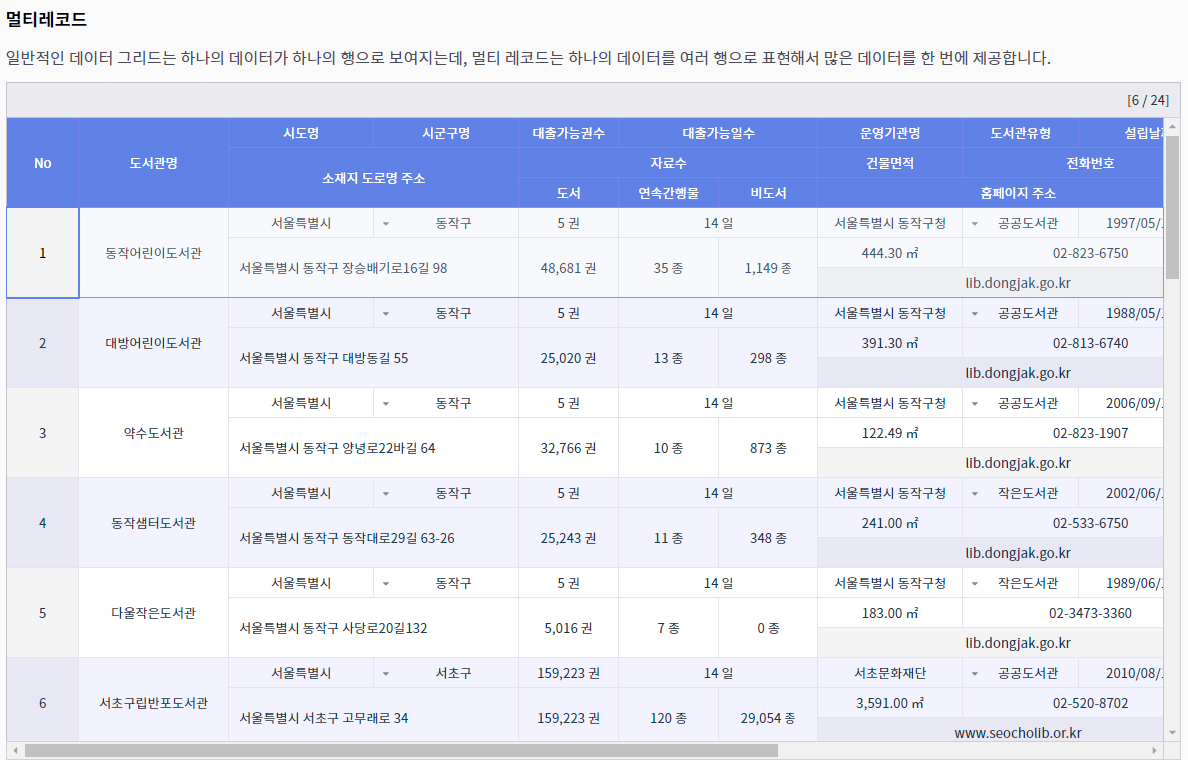 멀티레코드
일반적인 데이터 그리드는 하나의 데이터가 하나의 행으로 보여지는데, 멀티 레코드는 하나의 데이터를 여러 행으로 표현해서 많은 데이터를 한 번에 제공합니다.
[6 / 24]
No 도서관명 시도명 시군구명 대출가능권수 대출가능일수 운영기관명 도서관유형 설립날
소재지 도로명 주소 자료수 건물면적 전화번호
도서 연속간행물 비도서 홈페이지 주소
1 동작어린이도서관 서울특별시 동작구 5 권 14 일 서울특별시 동작구청 공공도서관 1997/05/
서울특별시 동작구 장승배기로16길 98 48,681 권 35 종 1,149 종 444.30 ㎡ 02-823-6750
lib.dongjak.go.kr
2 대방어린이도서관 서울특별시 동작구 5 권 14 일 서울특별시 동작구청 공공도서관 1988/05/
서울특별시 동작구 대방동길 55 25,020 권 13 종 298 종 391.30 ㎡ 02-813-6740
lib.dongjak.go.kr
3 약수도서관 서울특별시 동작구 5 권 14 일 서울특별시 동작구청 공공도서관 2006/09/
서울특별시 동작구 양녕로22바길 64 32,766 권 10 종 873 종 122.49 ㎡ 02-823-1907
lib.dongjak.go.kr
4 동작샘터도서관 서울특별시 동작구 5 권 14 일 서울특별시 동작구청 작은도서관 2002/06/
서울특별시 동작구 동작대로29길 63-26 25,243 권 11 종 348 종 241.00 ㎡ 02-533-6750
lib.dongjak.go.kr
5 다울작은도서관 서울특별시 동작구 5 권 14 일 서울특별시 동작구청 작은도서관 1989/06/
서울특별시 동작구 사당로20길132 5,016 권 7 종 0 종 183.00 ㎡ 02-3473-3360
lib.dongjak.go.kr
6 서초구립반포도서관 서울특별시 서초구 159,223 권 14 일 서초문화재단 공공도서관 2010/08/
서울특별시 서초구 고무래로 34 159,223 권 120 종 29,054 종 3,591.00 ㎡ 02-520-8702
www.seocholib.or.kr